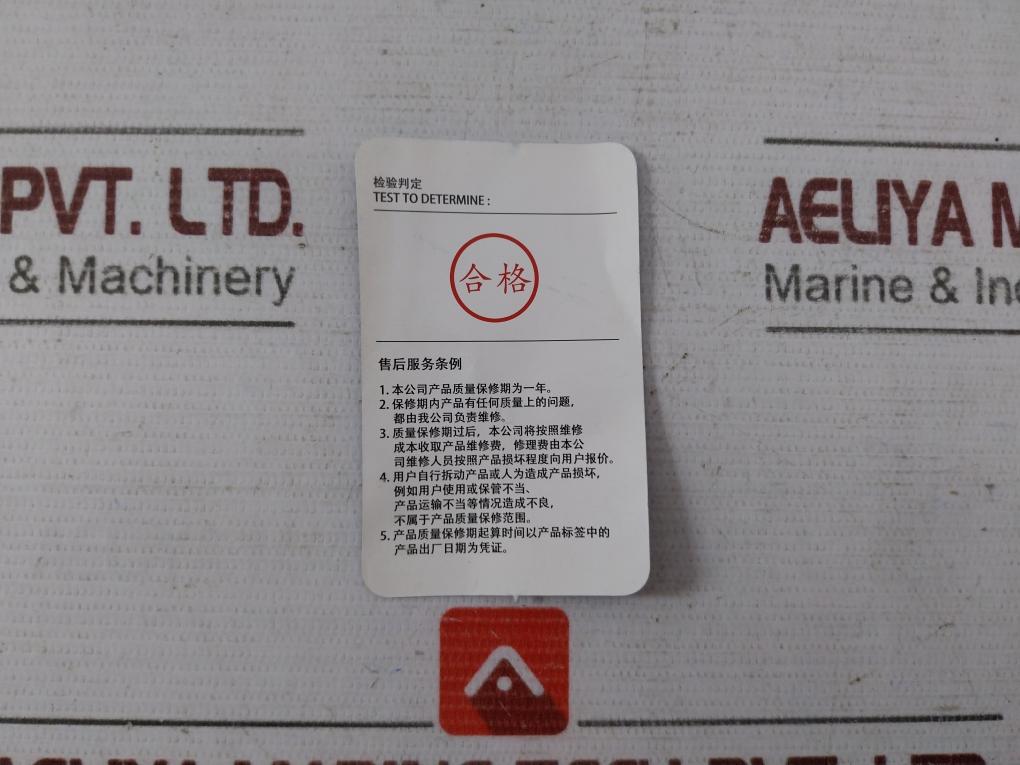 PVT. LTD.
& Machinery
AELIYA M
Marine & Ind
检验判定
TEST TO DETERMINE :
合格
售后服务条例
1. 本公司产品质量保修期为一年。
2. 保修期内产品有任何质量上的问题,
都由我公司负责维修。
3. 质量保修期过后, 本公司将按照维修
成本收取产品维修费, 修理费由本公
司维修人员按照产品损坏程度向用户报价。
4. 用户自行拆动产品或人为造成产品损坏,
例如用户使用或保管不当、
产品运输不当等情况造成不良,
不属于产品质量保修范围。
5. 产品质量保修期起算时间以产品标签中的
产品出厂日期为凭证。